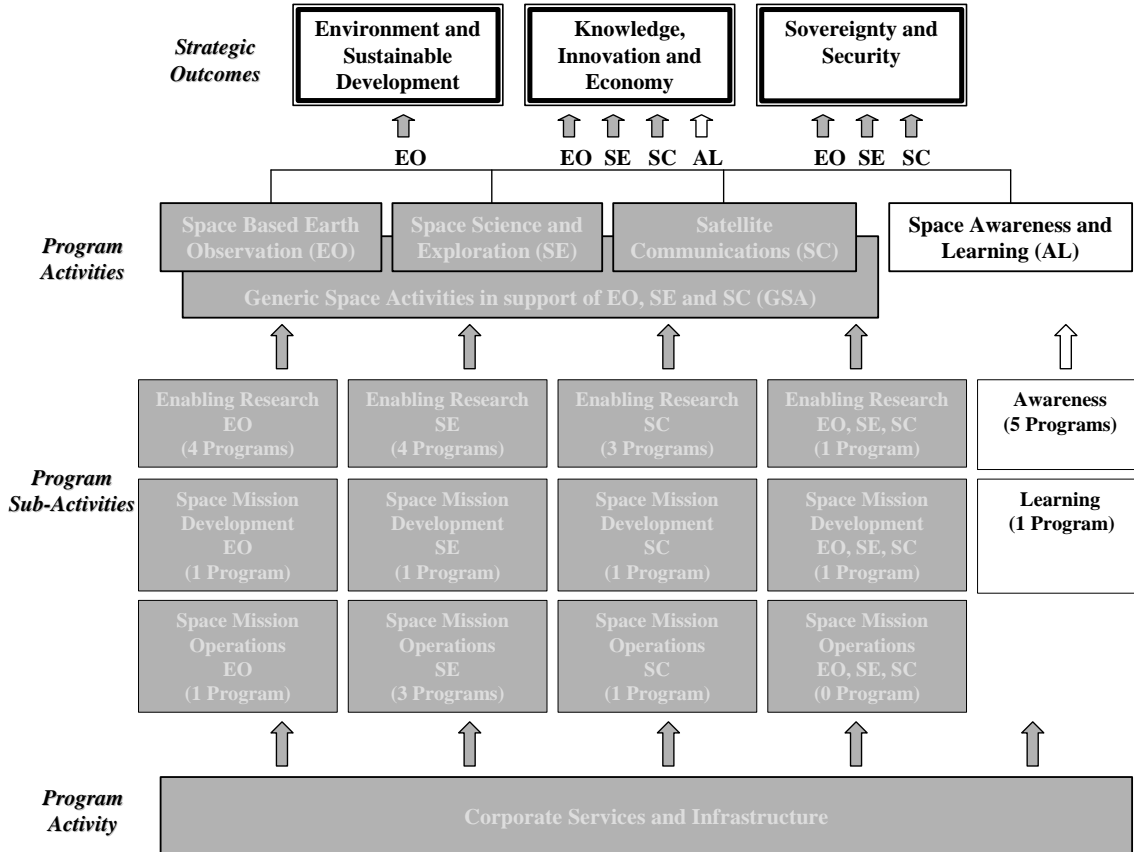 Strategic
Outcomes
Environment and
Sustainable
Development
Knowledge,
Innovation and
Economy
Sovereignty and
Security
EO
EO SE SC AL
EO SE SC
Program
Activities
Space Based Earth
Observation (EO)
Space Science and
Exploration (SE)
Satellite
Communications (SC)
Space Awareness and
Learning (AL)
Generic Space Activities in support of EO, SE and SC (GSA)
Program
Sub-Activities
Enabling Research
EO
(4 Programs)
Enabling Research
SE
(4 Programs)
Enabling Research
SC
(3 Programs)
Enabling Research
EO, SE, SC
(1 Program)
Awareness
(5 Programs)
Space Mission
Development
EO
(1 Program)
Space Mission
Development
SE
(1 Program)
Space Mission
Development
SC
(1 Program)
Space Mission
Development
EO, SE, SC
(1 Program)
Learning
(1 Program)
Space Mission
Operations
EO
(1 Program)
Space Mission
Operations
SE
(3 Programs)
Space Mission
Operations
SC
(1 Program)
Space Mission
Operations
EO, SE, SC
(0 Program)
Program
Activity
Corporate Services and Infrastructure